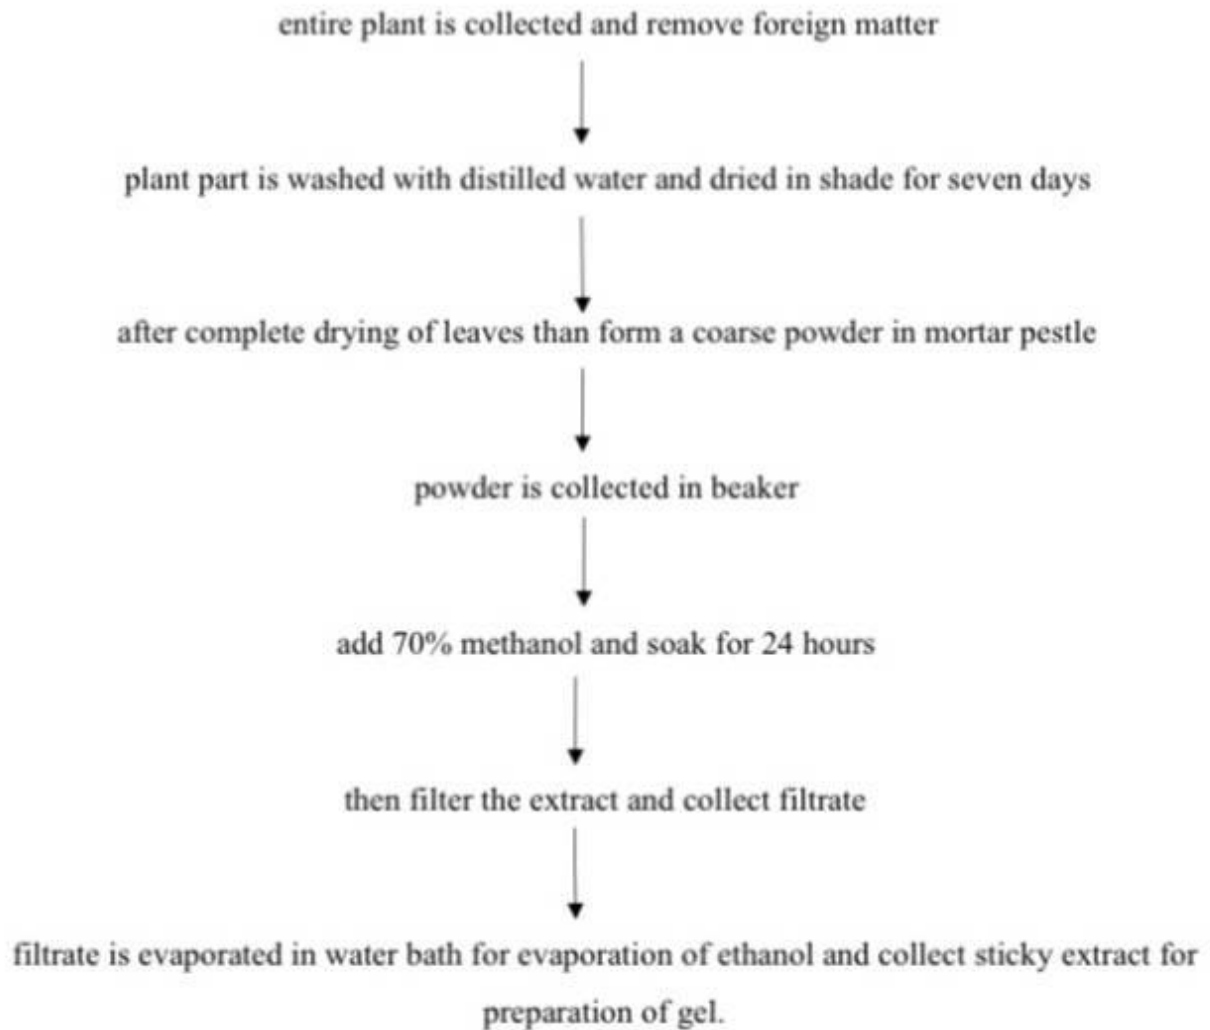 entire plant is collected and remove foreign matter
plant part is washed with distilled water and dried in shade for seven days
after complete drying of leaves than form a coarse powder in mortar pestle
powder is collected in beaker
add 70% methanol and soak for 24 hours
then filter the extract and collect filtrate
filtrate is evaporated in water bath for evaporation of ethanol and collect sticky extract for
preparation of gel.